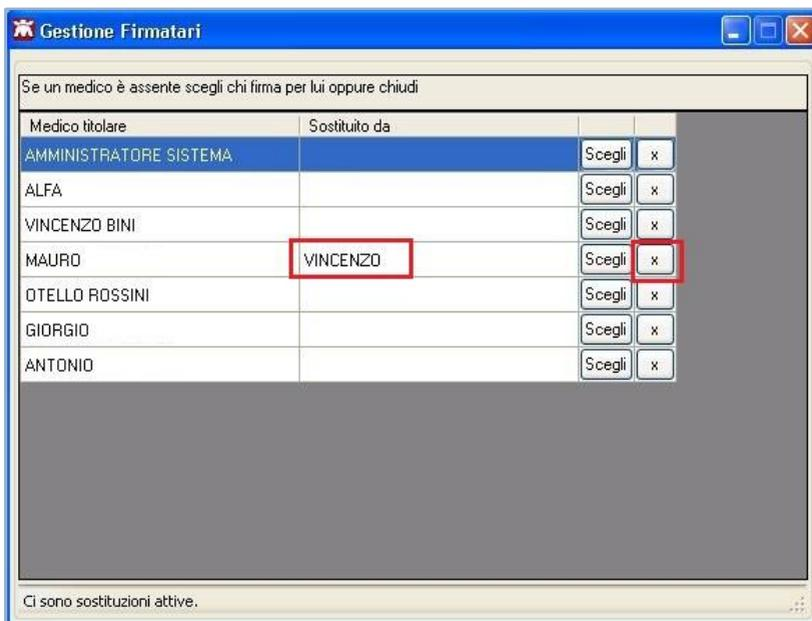 Gestione Firmatari
Se un medico è assente scegli chi firma per lui oppure chiudi
Medico titolare Sostituito da
AMMINISTRATORE SISTEMA Scegli x
ALFA Scegli x
VINCENZO BINI Scegli x
MAURO VINCENZO Scegli x
OTELLO ROSSINI Scegli x
GIORGIO Scegli x
ANTONIO Scegli x
Ci sono sostituzioni attive.